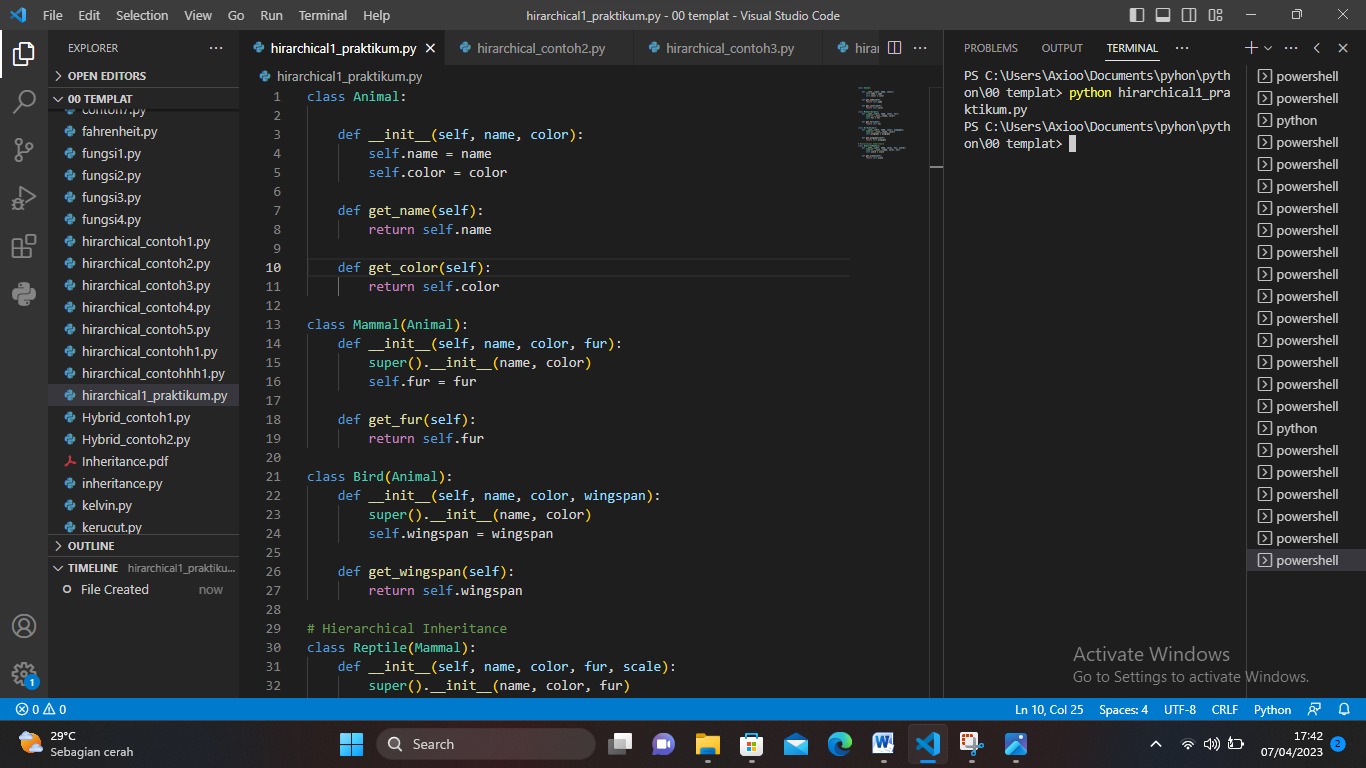 File Edit Selection View Go Run Terminal Help
hirarchical1_praktikum.py - 00 templat - Visual Studio Code
EXPLORER
OPEN EDITORS
00 TEMPLAT
conton7.py
fahrenheit.py
fungsi1.py
fungsi2.py
fungsi3.py
fungsi4.py
hirarchical_contoh1.py
hirarchical_contoh2.py
hirarchical_contoh3.py
hirarchical_contoh4.py
hirarchical_contoh5.py
hirarchical_contohh1.py
hirarchical_contohhh1.py
hirarchical1_praktikum.py
Hybrid_contoh1.py
Hybrid_contoh2.py
Inheritance.pdf
inheritance.py
kelvin.py
kerucut.py
OUTLINE
TIMELINE hirarchical1_praktiku...
File Created now
1
hirarchical1_praktikum.py hirarchical_contoh2.py hirarchical_contoh3.py hirar
hirarchical1_praktikum.py
1 class Animal:
2
3 def __init__(self, name, color):
4 self.name = name
5 self.color = color
6
7 def get_name(self):
8 return self.name
9
10 def get_color(self):
11 return self.color
12
13 class Mammal(Animal):
14 def __init__(self, name, color, fur):
15 super().__init__(name, color)
16 self.fur = fur
17
18 def get_fur(self):
19 return self.fur
20
21 class Bird(Animal):
22 def __init__(self, name, color, wingspan):
23 super().__init__(name, color)
24 self.wingspan = wingspan
25
26 def get_wingspan(self):
27 return self.wingspan
28
29 # Hierarchical Inheritance
30 class Reptile(Mammal):
31 def __init__(self, name, color, fur, scale):
32 super().__init__(name, color, fur)
PROBLEMS OUTPUT TERMINAL
PS C:\Users\Axioo\Documents\pyhon\pyth
on\00 templat> python hirarchical1_pra
ktikum.py
PS C:\Users\Axioo\Documents\pyhon\pyth
on\00 templat>
powershell
powershell
python
powershell
powershell
powershell
powershell
powershell
powershell
powershell
powershell
powershell
powershell
powershell
powershell
powershell
python
powershell
powershell
powershell
powershell
powershell
powershell
Activate Windows
Go to Settings to activate Windows.
0 0
Ln 10, Col 25 Spaces: 4 UTF-8 CRLF Python
29°C
Sebagian cerah
Search
17:42
07/04/2023
2